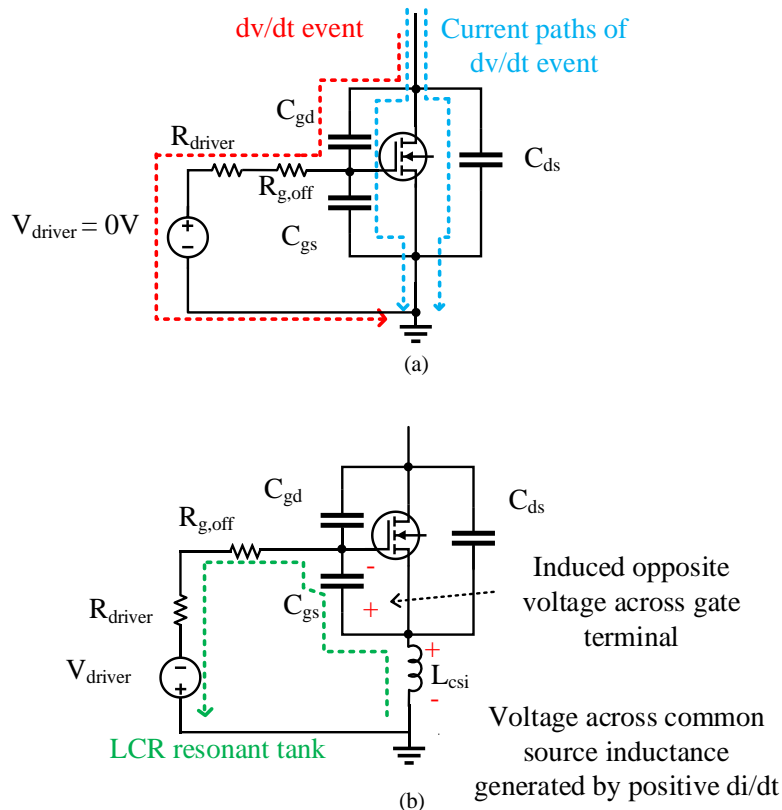 dv/dt event
Current paths of
dv/dt event
Cgd
Rdriver
Cds
Rg,off
Vdriver = 0V
+
-
Cgs
(a)
Cgd
Cds
Rg,off
-
Cgs
+
Induced opposite
voltage across gate
terminal
Rdriver
Vdriver
-
+
+
Lcsi
-
LCR resonant tank
Voltage across common
source inductance
generated by positive di/dt
(b)